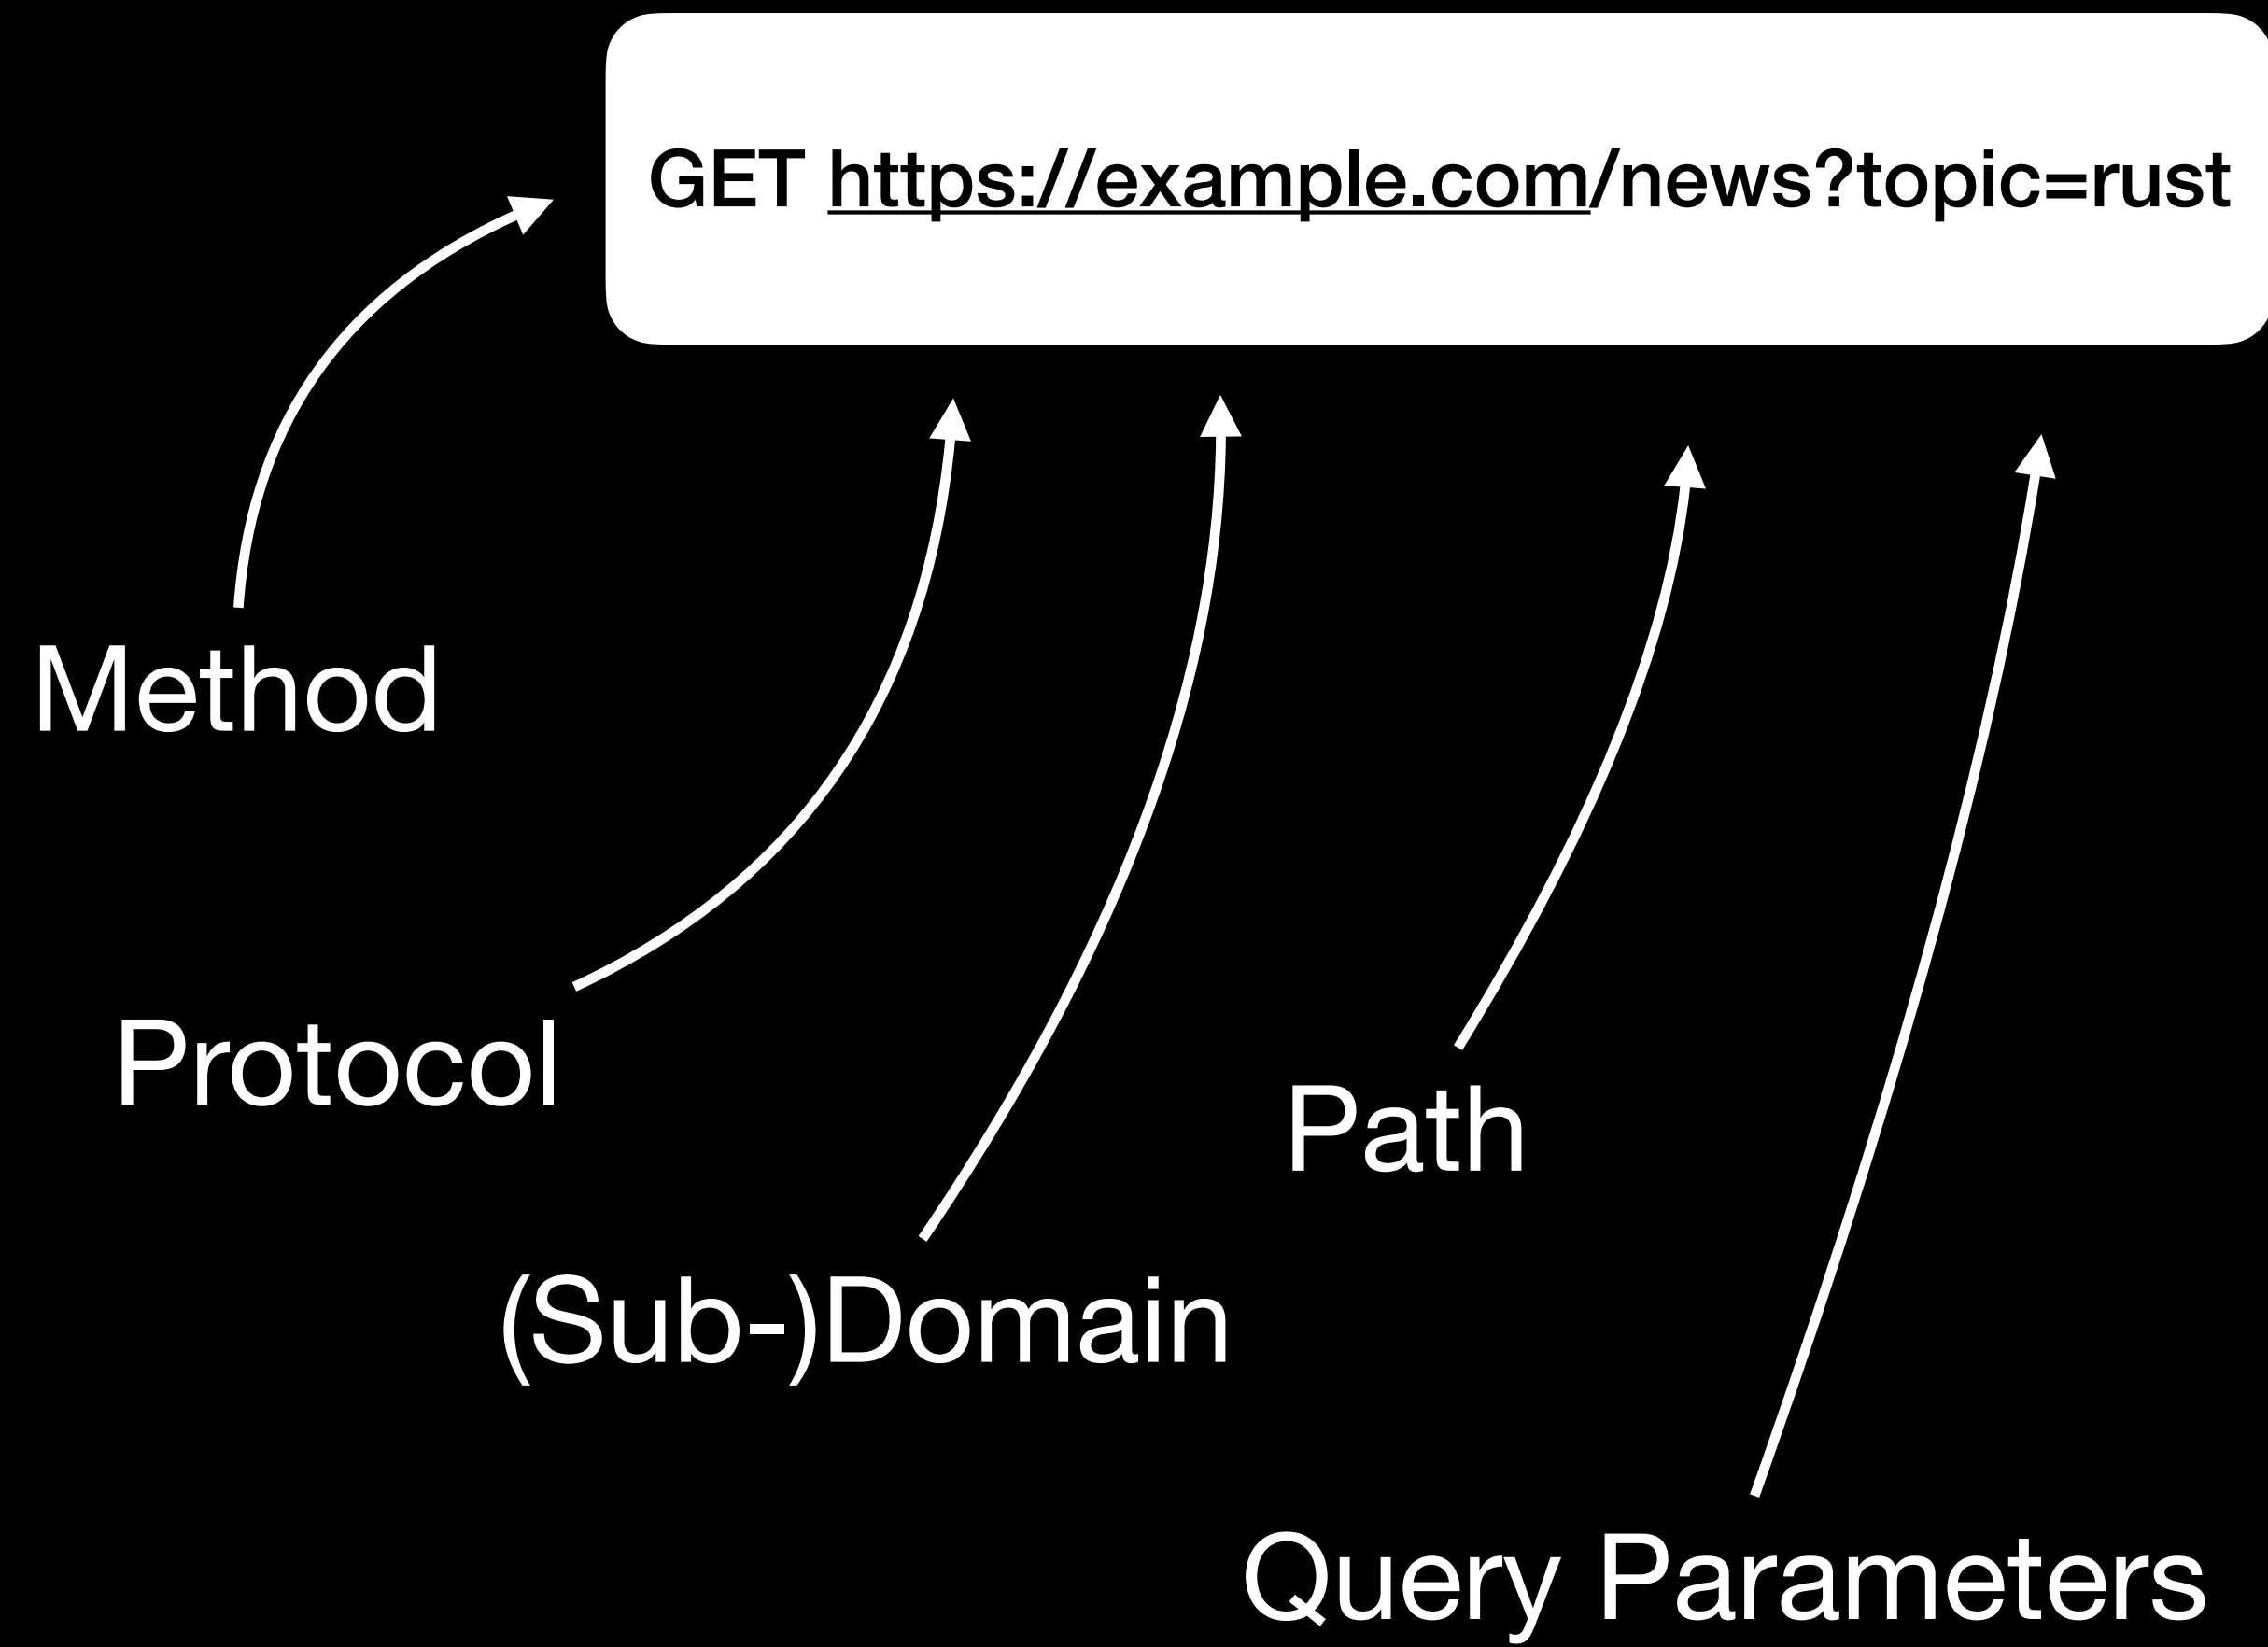 GET https://example.com/news?topic=rust
Method
Protocol
Path
(Sub-)Domain
Query Parameters